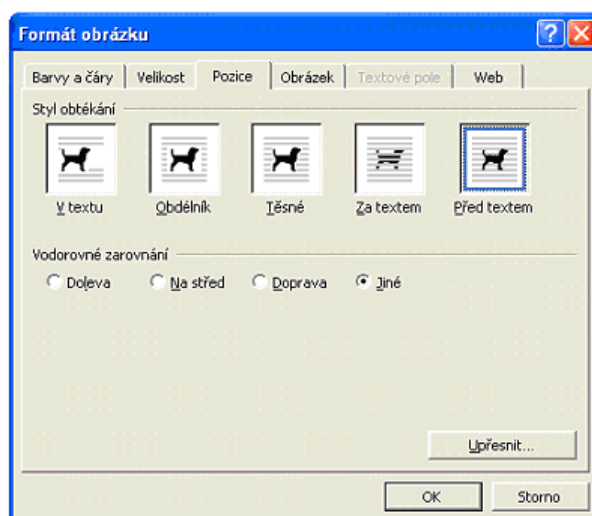 Formát obrázku
Barvy a čáry Velikost Pozice Obrázek Textové pole Web
Styl obtékání
V textu Obdélník Těsné Za textem Před textem
Vodorovné zarovnání
Doleva Na střed Doprava Jiné
Upřesnit...
OK Storno